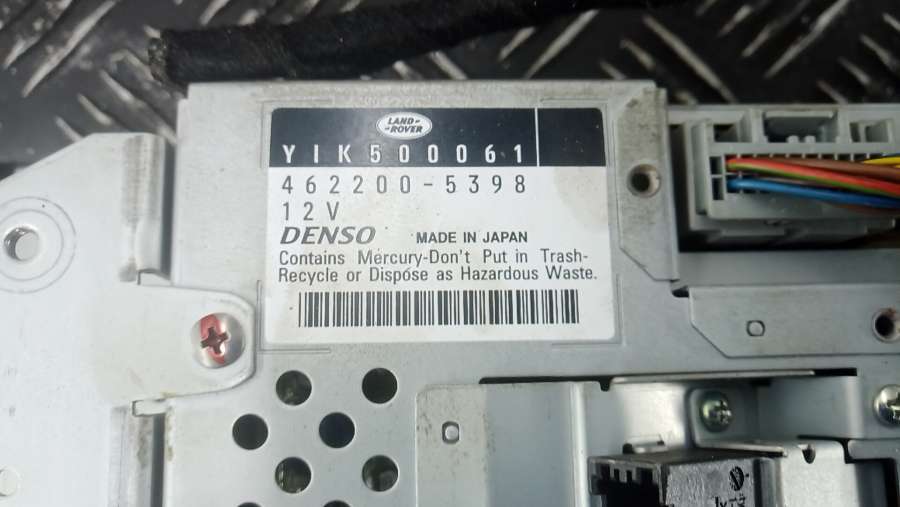 LAND-
-ROVER
YIK500061
462200-5398
12V
DENSO MADE IN JAPAN
Contains Mercury-Don't Put in Trash-
Recycle or Dispose as Hazardous Waste.